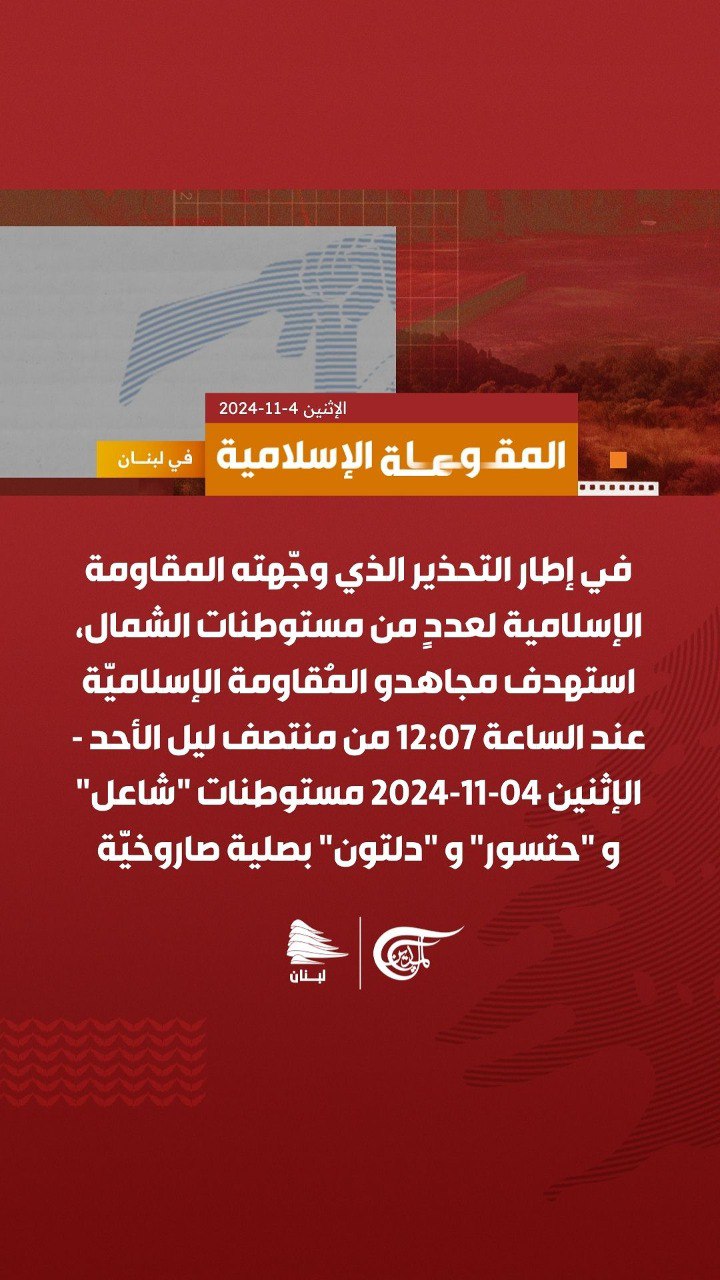 الإثنين 4-11-2024
المقـوعـلـة الإسلامية
في لبنـان
في إطار التحذير الذي وجّهته المقاومة
الإسلامية لعددٍ من مستوطنات الشمال،
استهدف مجاهدو المُقاومة الإسلاميّة
عند الساعة 12:07 من منتصف ليل الأحد -
الإثنين 04-11-2024 مستوطنات "شاعل"
و "حتسور" و "دلتون" بصلية صاروخيّة
الميادين
لبنان